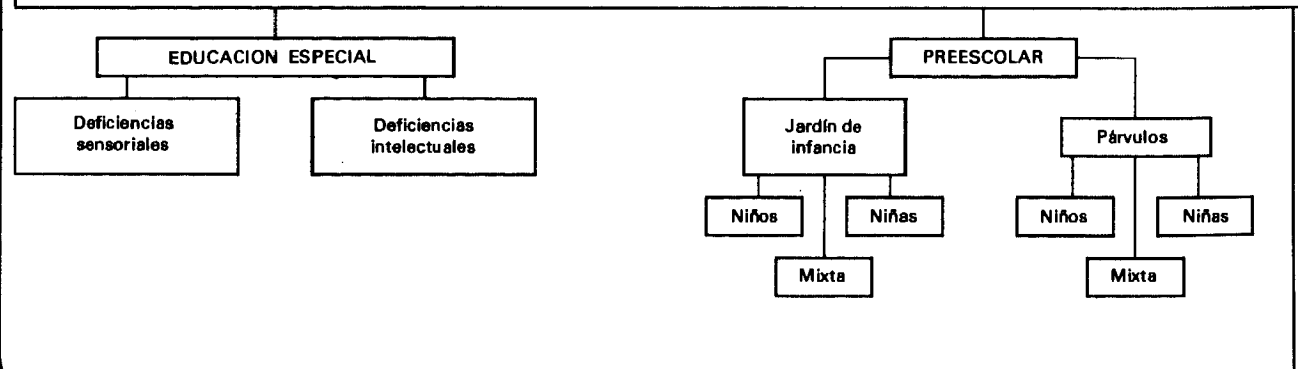 EDUCACION ESPECIAL
PREESCOLAR
Deficiencias
sensoriales
Deficiencias
intelectuales
Jardín de
infancia
Párvulos
Niños
Niñas
Niños
Niñas
Mixta
Mixta